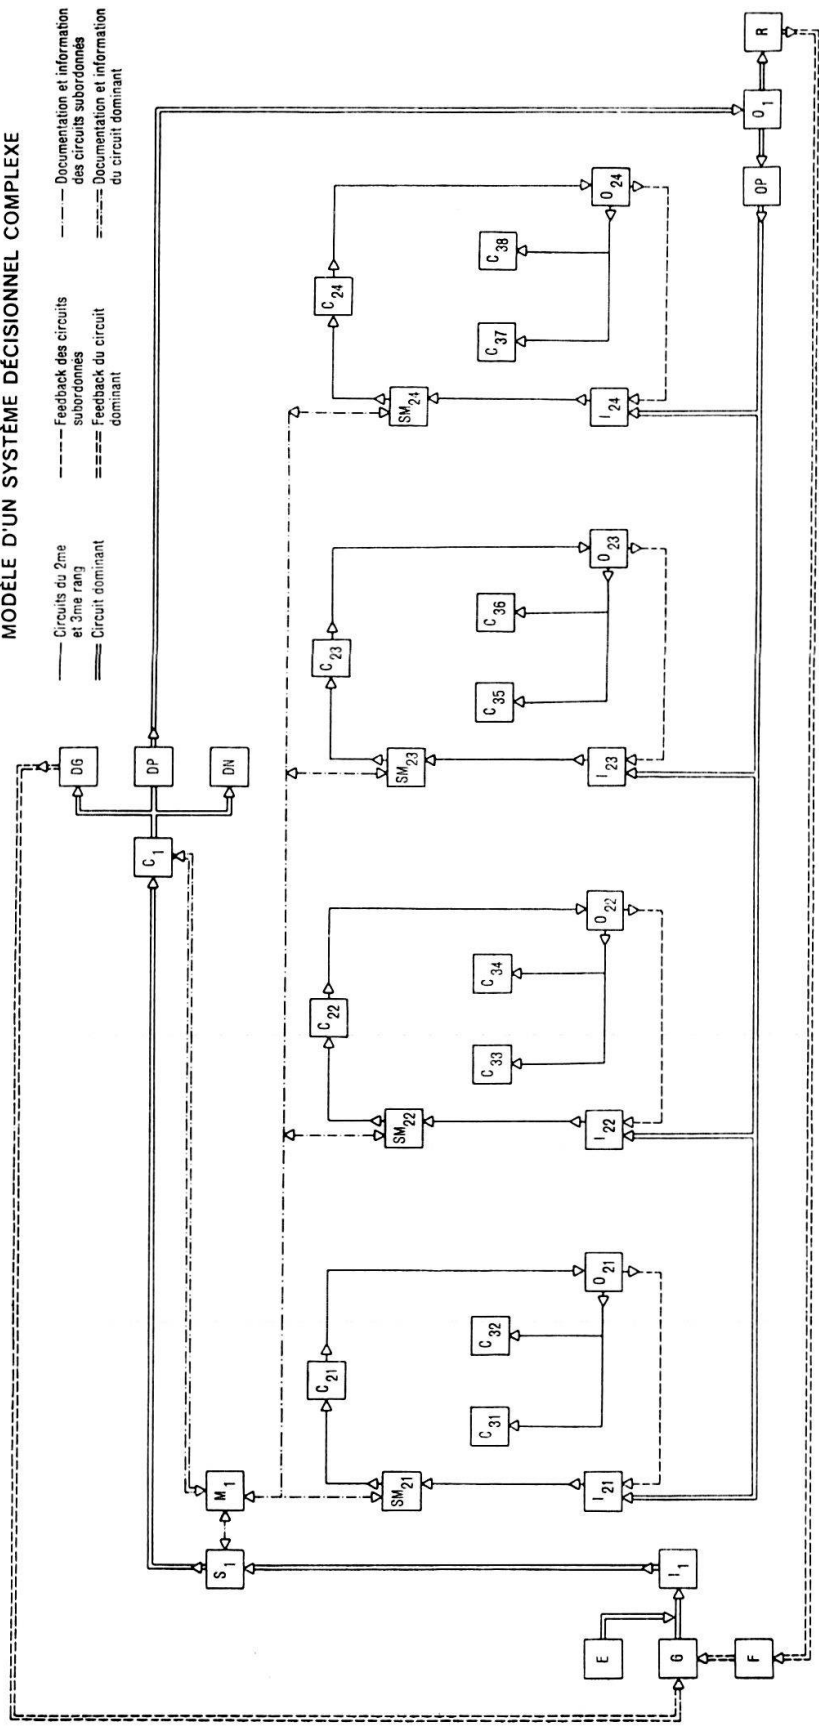 MODÈLE D'UN SYSTÈME DÉCISIONNEL COMPLEXE
Circuits du 2me
et 3me rang
Circuit dominant
Feedback des circuits
subordonnés
Feedback du circuit
dominant
Documentation et information
des circuits subordonnés
Documentation et information
du circuit dominant
DG
DP
DN
C1
M1
S1
I1
E
G
F
R
O1
OP
C21
SM21
I21
O21
C31
C32
C22
SM22
I22
O22
C33
C34
C23
SM23
I23
O23
C35
C36
C24
SM24
I24
O24
C37
C38